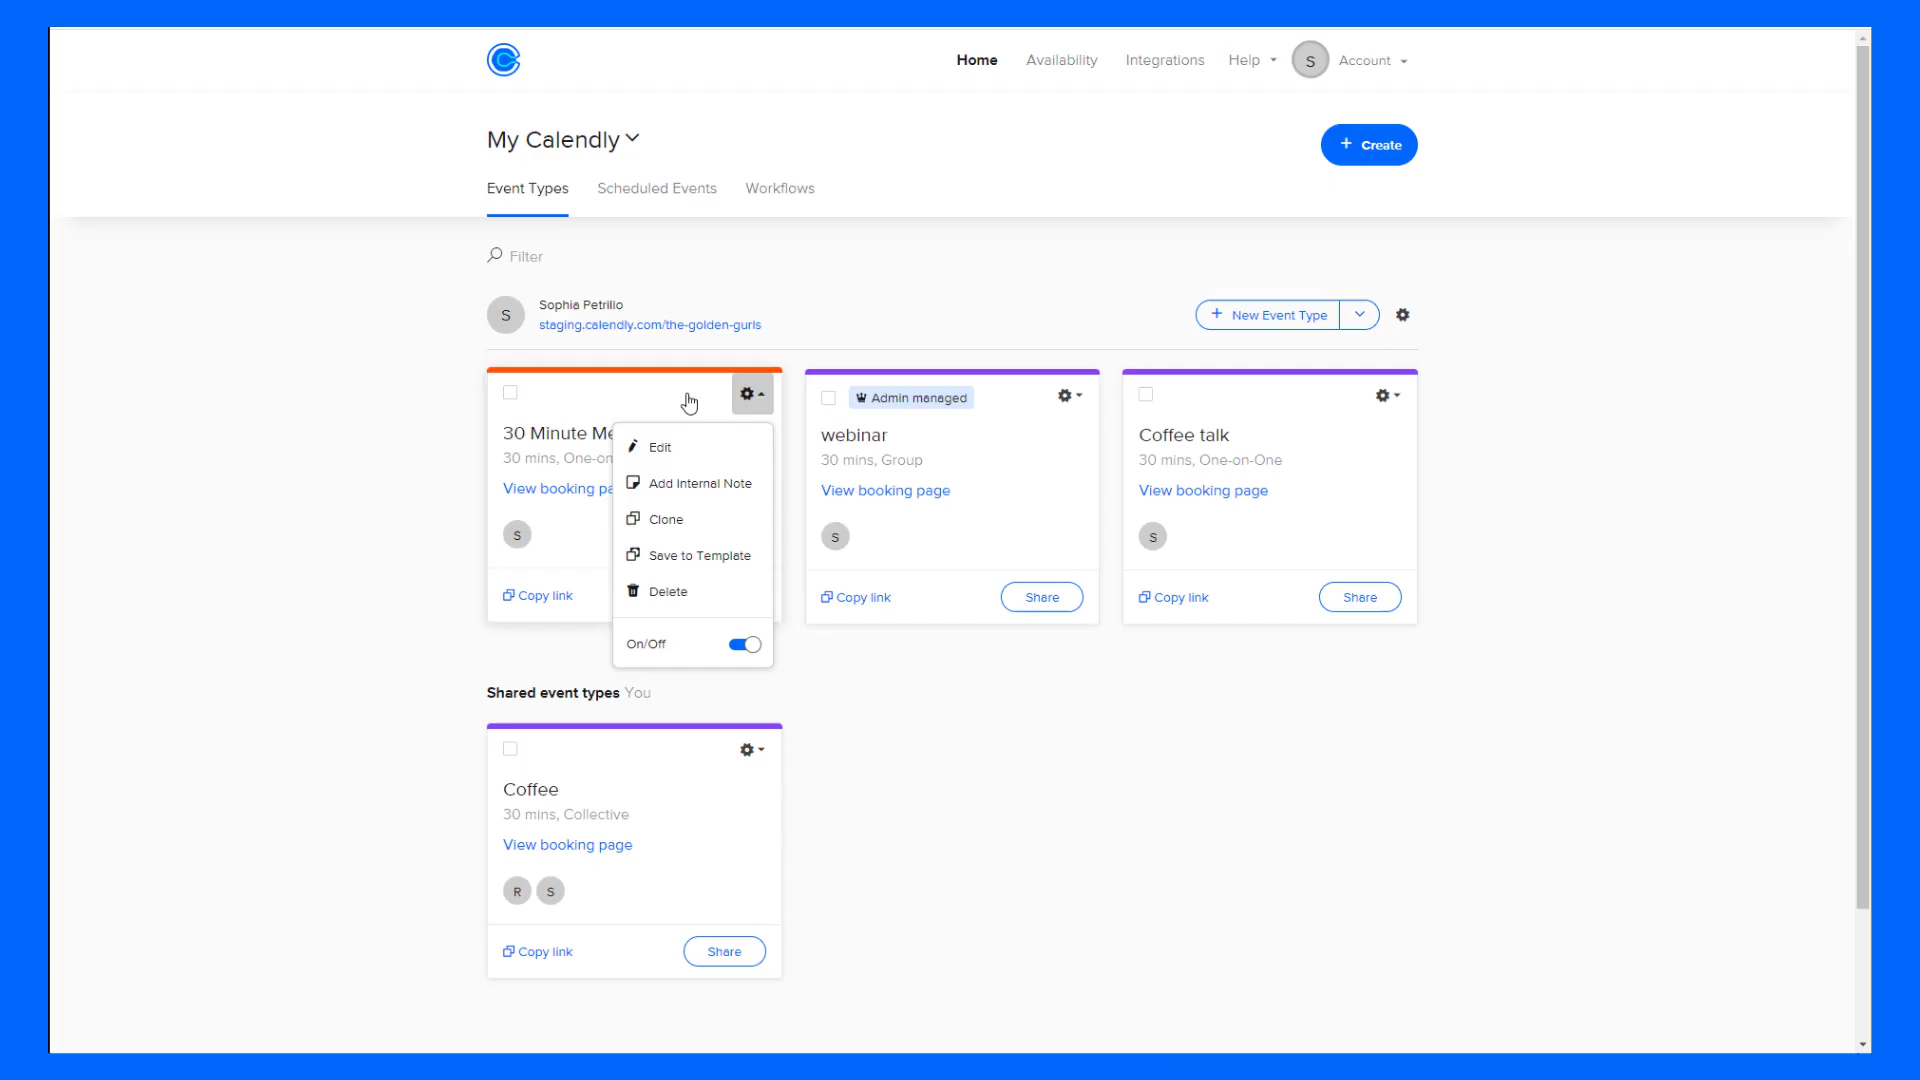 Home Availability Integrations Help S Account
My Calendly
+ Create
Event Types Scheduled Events Workflows
Filter
S
Sophia Petrillo
staging.calendly.com/the-golden-gurls
+ New Event Type
30 Minute Me
30 mins, One-on
View booking pa
S
Copy link
Edit
Add Internal Note
Clone
Save to Template
Delete
On/Off
Admin managed
webinar
30 mins, Group
View booking page
S
Copy link
Share
Coffee talk
30 mins, One-on-One
View booking page
S
Copy link
Share
Shared event types You
Coffee
30 mins, Collective
View booking page
R S
Copy link
Share